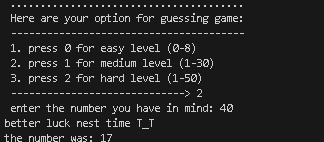 ......................................
Here are your option for guessing game:
--------------------------------------
1. press 0 for easy level (0-8)
2. press 1 for medium level (1-30)
3. press 2 for hard level (1-50)
----------------------------> 2
enter the number you have in mind: 40
better luck nest time T_T
the number was: 17